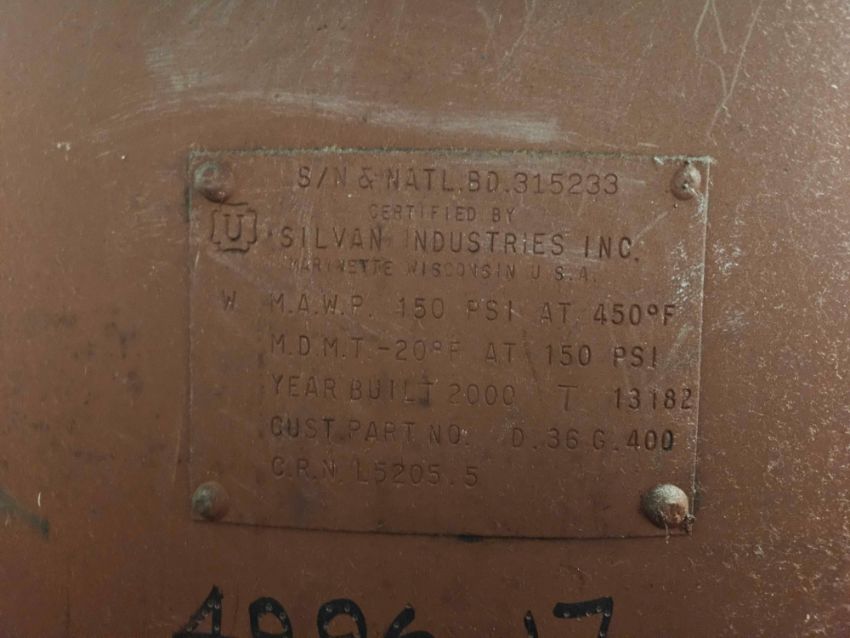 S/N & NATL.BD.315233
CERTIFIED BY
U SILVAN INDUSTRIES INC.
MARINETTE WISCONSIN U.S.A.
W M.A.W.P. 150 PSI AT 450°F
M.D.M.T.-20°F AT 150 PSI
YEAR BUILT 2000 T 13182
CUST.PART NO. D.36 G.400
C.R.N. L5205.5